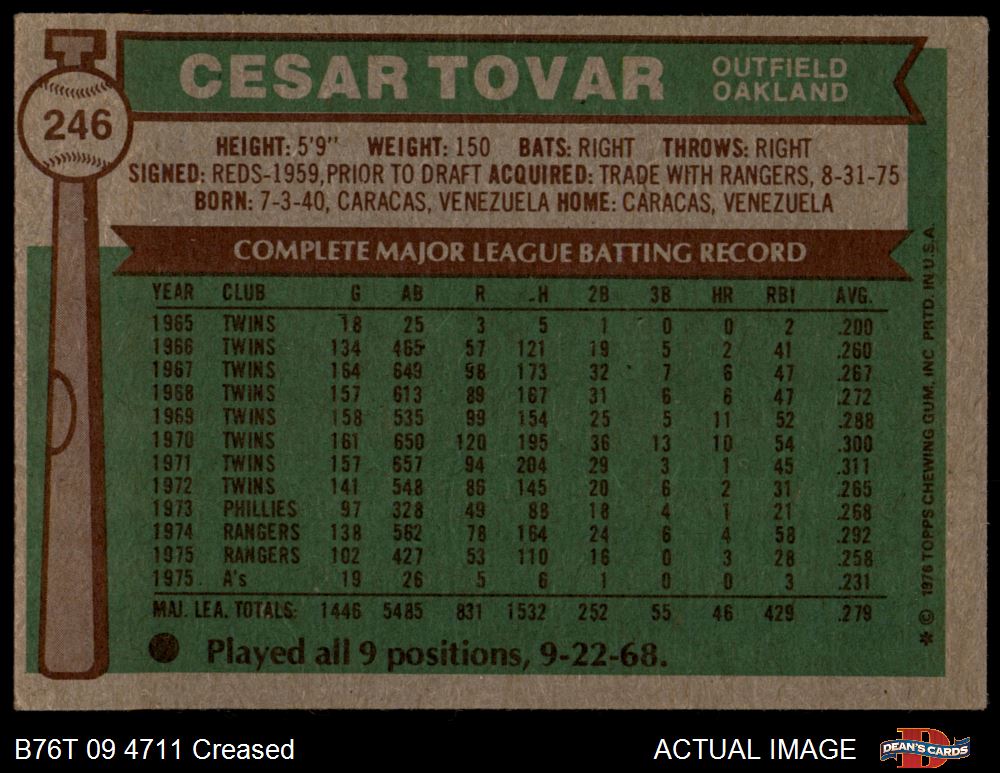 CESAR TOVAR
OUTFIELD
OAKLAND
246
HEIGHT: 5'9" WEIGHT: 150 BATS: RIGHT THROWS: RIGHT
SIGNED: REDS-1959, PRIOR TO DRAFT ACQUIRED: TRADE WITH RANGERS, 8-31-75
BORN: 7-3-40, CARACAS, VENEZUELA HOME: CARACAS, VENEZUELA
COMPLETE MAJOR LEAGUE BATTING RECORD
YEAR CLUB G AB R H 2B 3B HR RBI AVG.
1965 TWINS 18 25 3 5 1 0 0 2 .200
1966 TWINS 134 465 57 121 19 5 2 41 .260
1967 TWINS 164 649 98 173 32 7 6 47 .267
1968 TWINS 157 613 89 167 31 6 6 47 .272
1969 TWINS 158 535 99 154 25 5 11 52 .288
1970 TWINS 161 650 120 195 36 13 10 54 .300
1971 TWINS 157 657 94 204 29 3 1 45 .311
1972 TWINS 141 548 86 145 20 6 2 31 .265
1973 PHILLIES 97 328 49 88 18 4 1 21 .268
1974 RANGERS 138 562 78 164 24 6 4 58 .292
1975 RANGERS 102 427 53 110 16 0 3 28 .258
1975 A's 19 26 5 6 1 0 0 3 .231
MAJ. LEA. TOTALS: 1446 5485 831 1532 252 55 46 429 .279
Played all 9 positions, 9-22-68.
* © 1976 TOPPS CHEWING GUM, INC PRTD. IN U.S.A.
B76T 09 4711 Creased
ACTUAL IMAGE
DEAN'S CARDS